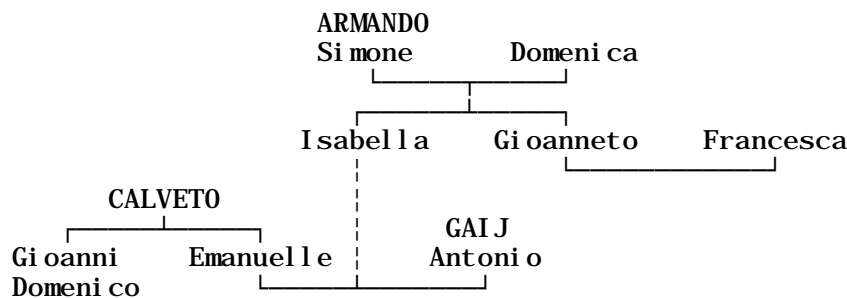 ARMANDO
Simone Domenica
Isabella Gioanneto Francesca
CALVETO
GAIJ
Gioanni Emanuelle Antonio
Domenico